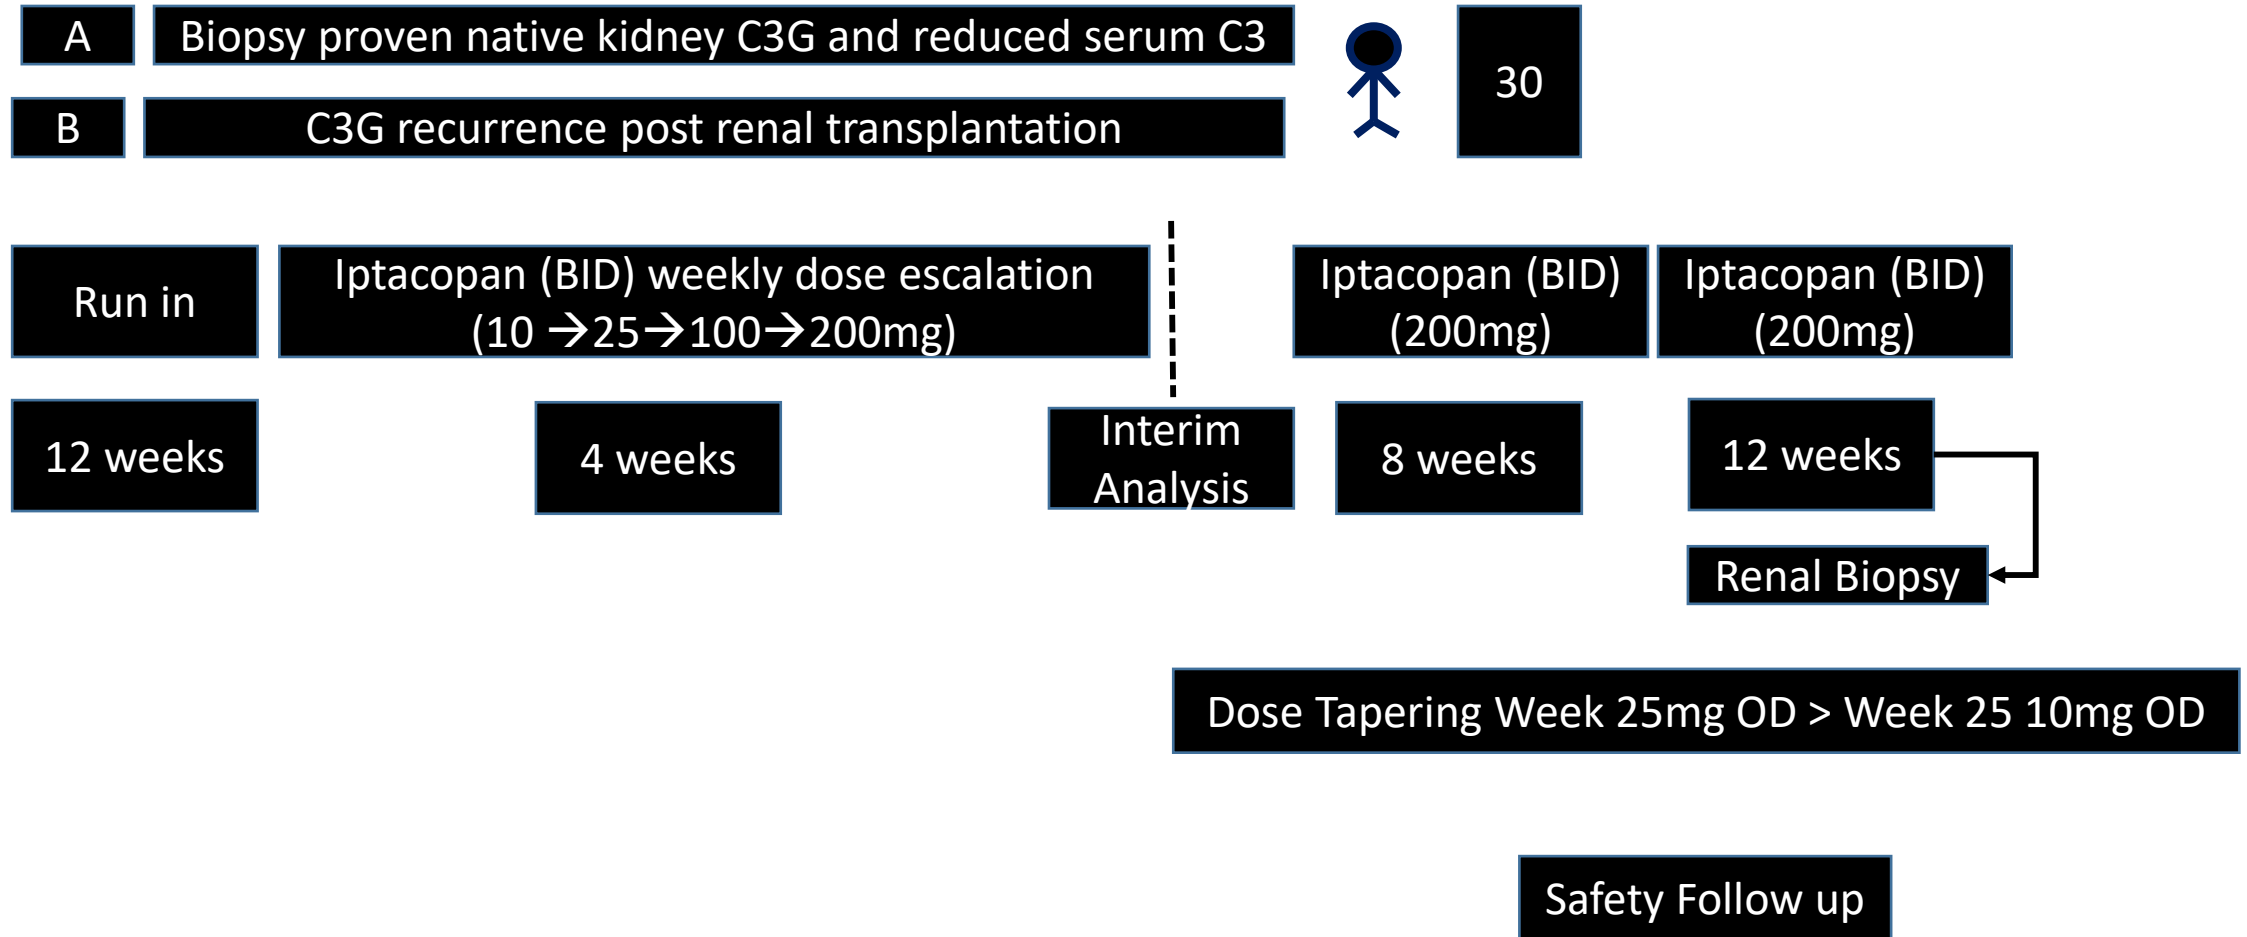 A
Biopsy proven native kidney C3G and reduced serum C3
30
B
C3G recurrence post renal transplantation
Run in
Iptacopan (BID) weekly dose escalation
(10 →25→100→200mg)
Iptacopan (BID)
(200mg)
Iptacopan (BID)
(200mg)
12 weeks
4 weeks
Interim
Analysis
8 weeks
12 weeks
Renal Biopsy
Dose Tapering Week 25mg OD > Week 25 10mg OD
Safety Follow up